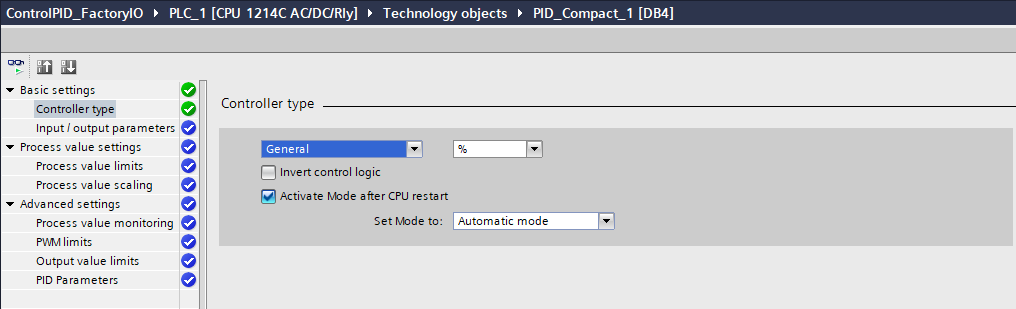 ControlPID_FactoryIO ▸ PLC_1 [CPU 1214C AC/DC/Rly] ▸ Technology objects ▸ PID_Compact_1 [DB4]
Basic settings
Controller type
Input / output parameters
Process value settings
Process value limits
Process value scaling
Advanced settings
Process value monitoring
PWM limits
Output value limits
PID Parameters
Controller type
General %
Invert control logic
Activate Mode after CPU restart
Set Mode to: Automatic mode